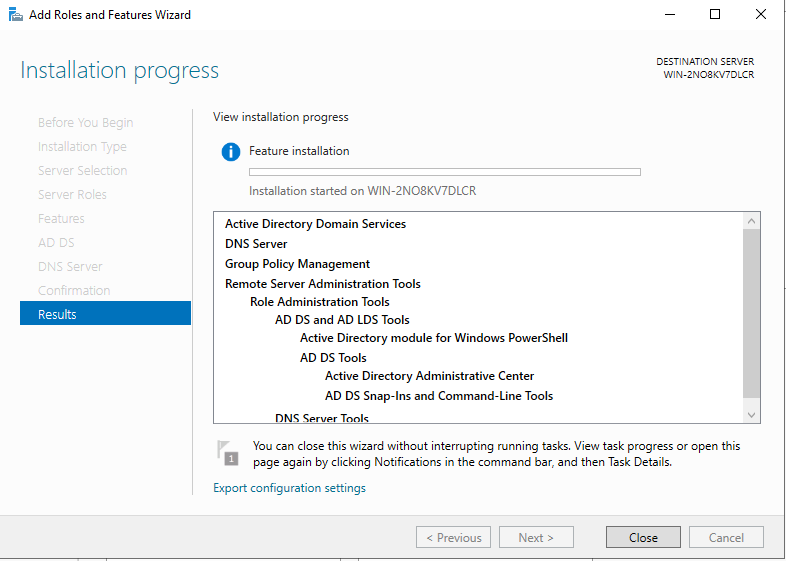 Add Roles and Features Wizard
Installation progress
DESTINATION SERVER
WIN-2NO8KV7DLCR
Before You Begin
Installation Type
Server Selection
Server Roles
Features
AD DS
DNS Server
Confirmation
Results
View installation progress
Feature installation
Installation started on WIN-2NO8KV7DLCR
Active Directory Domain Services
DNS Server
Group Policy Management
Remote Server Administration Tools
Role Administration Tools
AD DS and AD LDS Tools
Active Directory module for Windows PowerShell
AD DS Tools
Active Directory Administrative Center
AD DS Snap-Ins and Command-Line Tools
DNS Server Tools
1
You can close this wizard without interrupting running tasks. View task progress or open this
page again by clicking Notifications in the command bar, and then Task Details.
Export configuration settings
< Previous
Next >
Close
Cancel